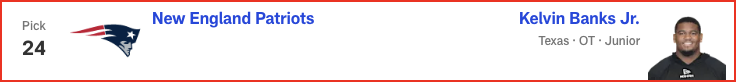 Pick
24
New England Patriots
Kelvin Banks Jr.
Texas · OT · Junior